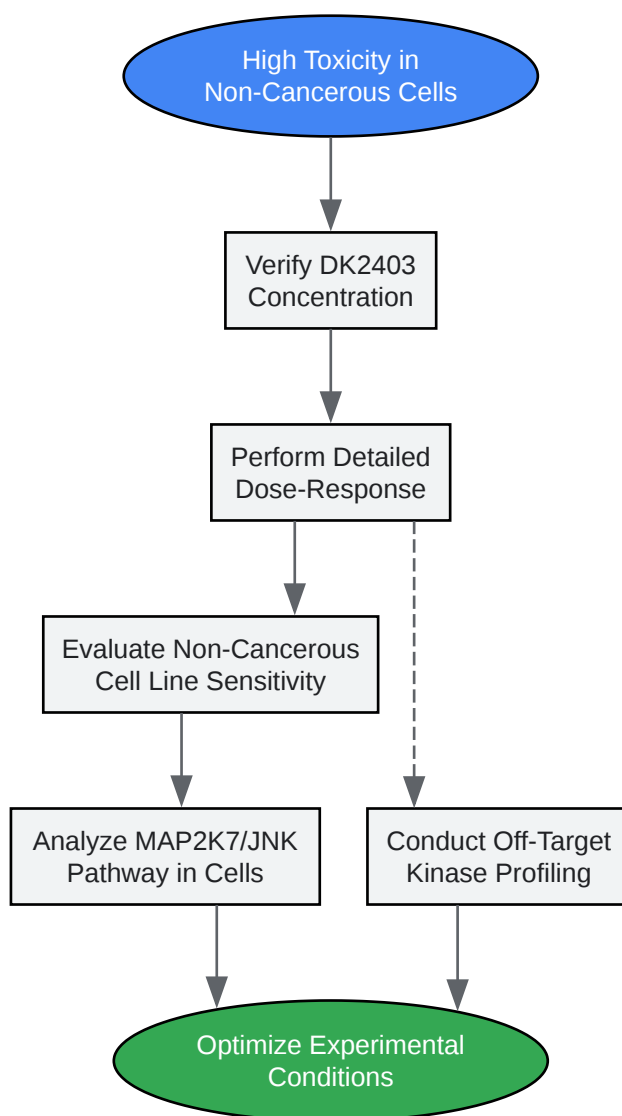 High Toxicity in
Non-Cancerous Cells
Verify DK2403
Concentration
Perform Detailed
Dose-Response
Evaluate Non-Cancerous
Cell Line Sensitivity
Analyze MAP2K7/JNK
Pathway in Cells
Conduct Off-Target
Kinase Profiling
Optimize Experimental
Conditions